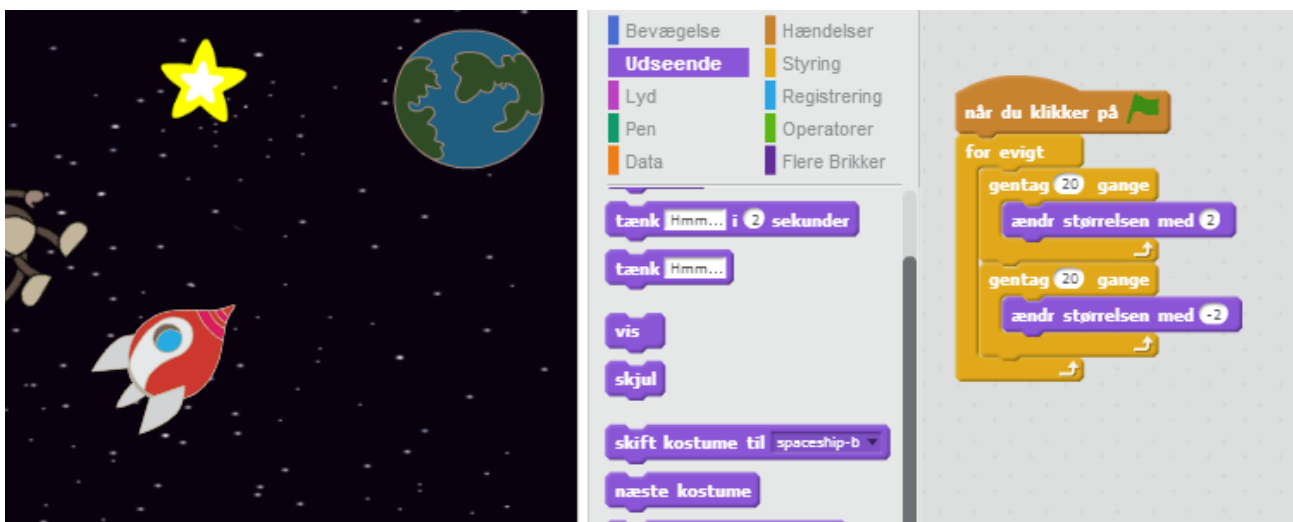 Bevægelse
Udseende
Lyd
Pen
Data
Hændelser
Styring
Registrering
Operatorer
Flere Brikker
tænk Hmm... i 2 sekunder
tænk Hmm...
vis
skjul
skift kostume til spaceship-b
næste kostume
når du klikker på
for evigt
gentag 20 gange
ændr størrelsen med 2
gentag 20 gange
ændr størrelsen med -2